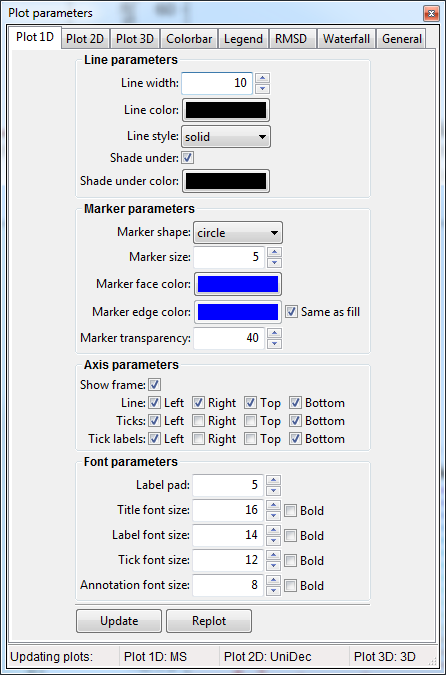 Plot parameters
Plot 1D Plot 2D Plot 3D Colorbar Legend RMSD Waterfall General
Line parameters
Line width: 10
Line color:
Line style: solid
Shade under:
Shade under color:
Marker parameters
Marker shape: circle
Marker size: 5
Marker face color:
Marker edge color: Same as fill
Marker transparency: 40
Axis parameters
Show frame:
Line: Left Right Top Bottom
Ticks: Left Right Top Bottom
Tick labels: Left Right Top Bottom
Font parameters
Label pad: 5
Title font size: 16 Bold
Label font size: 14 Bold
Tick font size: 12 Bold
Annotation font size: 8 Bold
Update Replot
Updating plots: Plot 1D: MS Plot 2D: UniDec Plot 3D: 3D